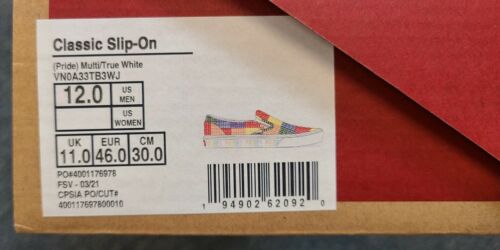 Classic Slip-On
(Pride) Multi/True White
VN0A33TB3WJ
12.0 US MEN
US WOMEN
UK EUR CM
11.0 46.0 30.0
PO#4001176978
FSV - 03/21
CPSIA PO/CUT#
400117697800010
1 94902 62092 0